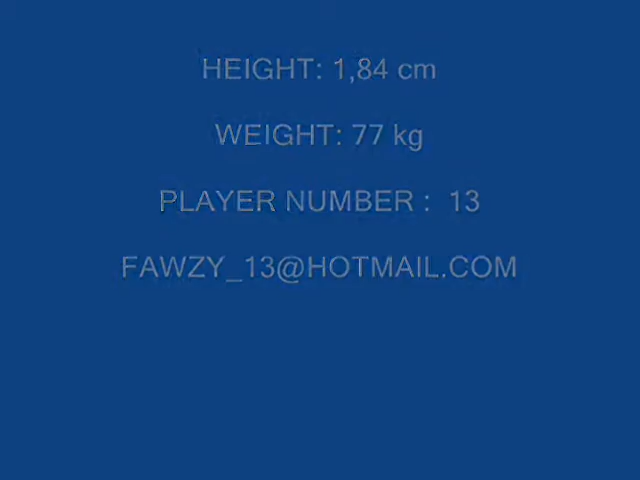 HEIGHT: 1,84 cm
WEIGHT: 77 kg
PLAYER NUMBER :  13
FAWZY_13@HOTMAIL.COM